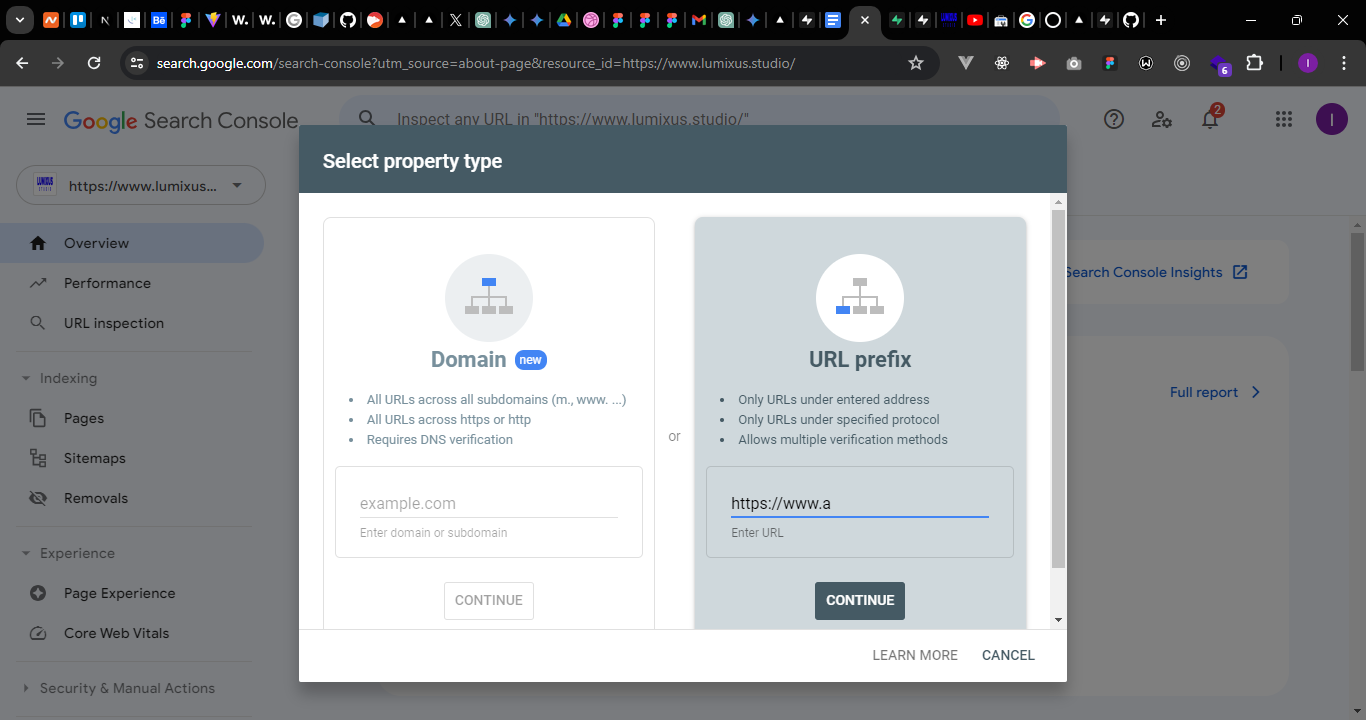 search.google.com/search-console?utm_source=about-page&resource_id=https://www.lumixus.studio/
6
I
Google Search Console
Inspect any URL in "https://www.lumixus.studio/"
2
I
LUMIXUS
https://www.lumixus...
Overview
Performance
URL inspection
Indexing
Pages
Sitemaps
Removals
Experience
Page Experience
Core Web Vitals
Security & Manual Actions
Search Console Insights
Full report
Select property type
Domain new
All URLs across all subdomains (m., www. ...)
All URLs across https or http
Requires DNS verification
example.com
Enter domain or subdomain
CONTINUE
or
URL prefix
Only URLs under entered address
Only URLs under specified protocol
Allows multiple verification methods
https://www.a
Enter URL
CONTINUE
LEARN MORE
CANCEL